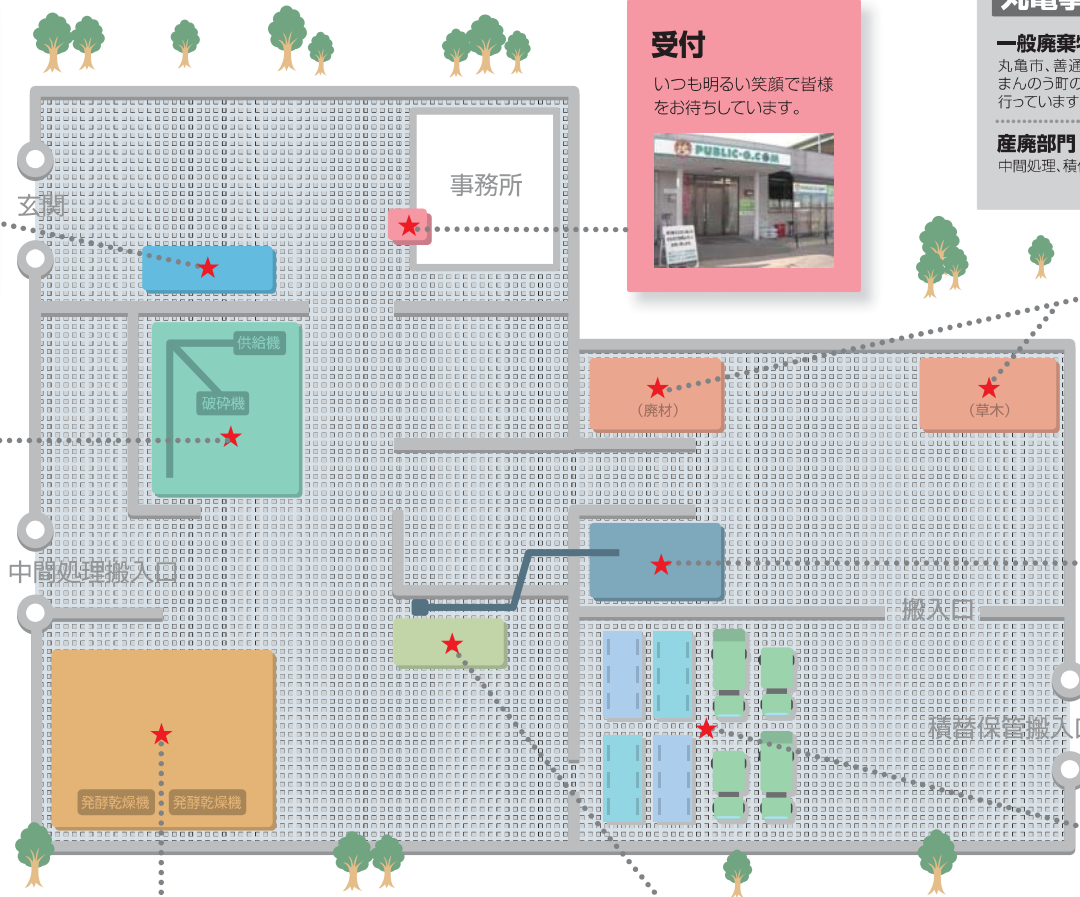 受付
いつも明るい笑顔で皆様
をお待ちしています。
PUBLIC-G.COM
一般廃棄
丸亀市、善通
まんのう町の
行っています
産廃部門
中間処理、積
事務所
玄関
供給機
破砕機
（廃材）
（草木）
中間処理搬入口
搬入口
積替保管搬入口
発酵乾燥機
発酵乾燥機